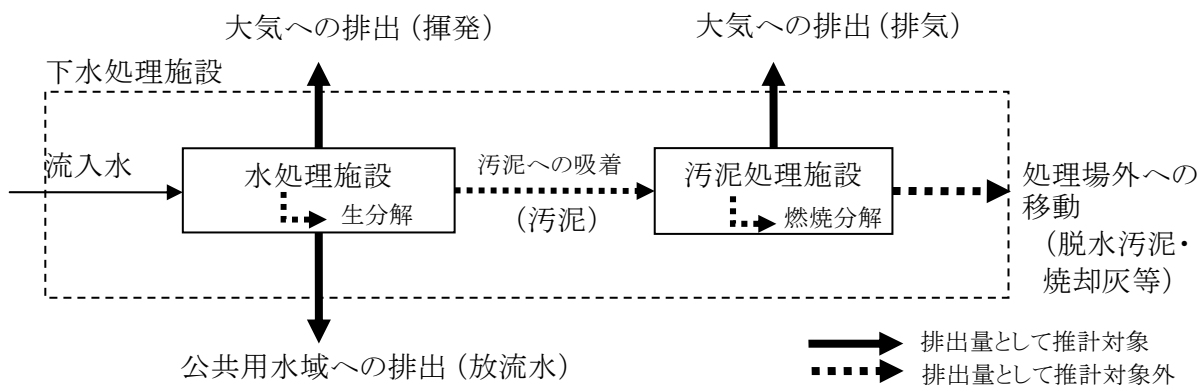 大気への排出（揮発）
大気への排出（排気）
下水処理施設
流入水
水処理施設
生分解
汚泥への吸着
（汚泥）
汚泥処理施設
燃焼分解
処理場外への
移動
（脱水汚泥・
焼却灰等）
公共用水域への排出（放流水）
排出量として推計対象
排出量として推計対象外